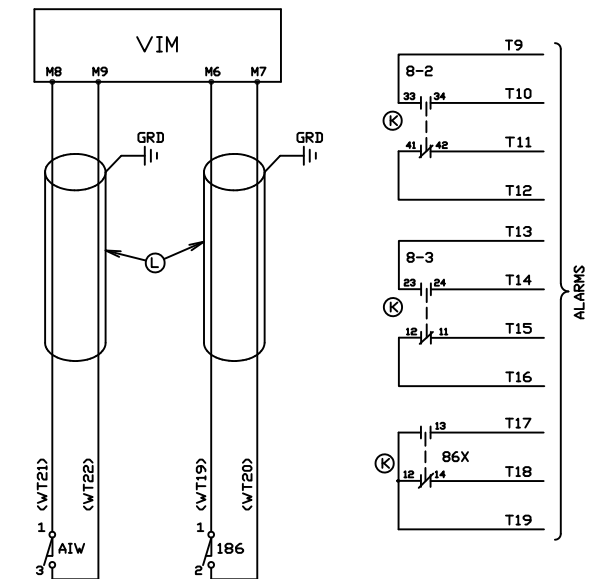 VIM
M8 M9 M6 M7
GRD GRD
L
(WT21) (WT22) (WT19) (WT20)
1 1
AIW 186
3 2
T9
8-2
33 34 T10
K
41 42 T11
T12
T13
8-3
23 24 T14
K
12 11 T15
T16
T17
13
86X
K
12 14 T18
T19
ALARMS